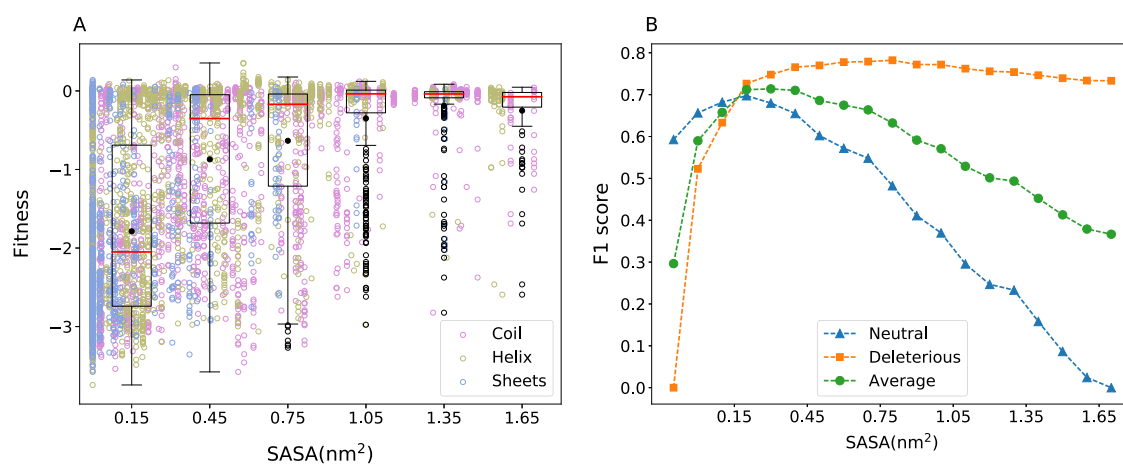 A
Fitness
0
−1
−2
−3
Coil
Helix
Sheets
0.15 0.45 0.75 1.05 1.35 1.65
SASA(nm²)
B
F1 score
0.8
0.7
0.6
0.5
0.4
0.3
0.2
0.1
0.0
Neutral
Deleterious
Average
0.15 0.45 0.75 1.05 1.35 1.65
SASA(nm²)